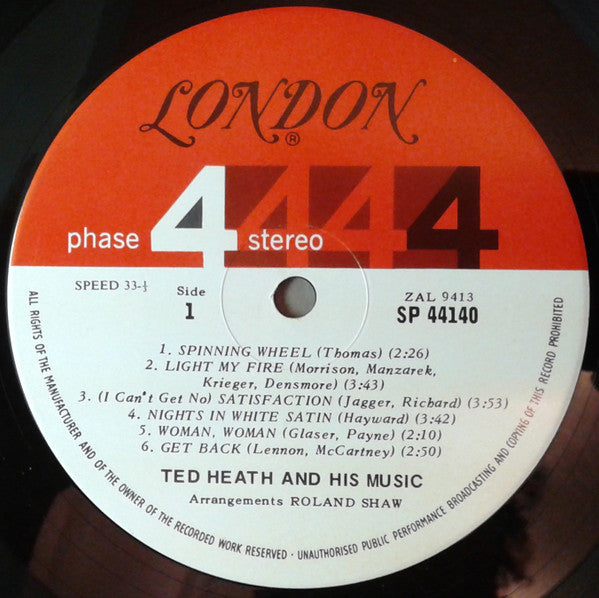 LONDON
®
phase 4 stereo 4 4 4
SPEED 33-⅓
Side
1
ZAL 9413
SP 44140
1. SPINNING WHEEL (Thomas) (2:26)
2. LIGHT MY FIRE (Morrison, Manzarek,
Krieger, Densmore) (3:43)
3. (I Can't Get No) SATISFACTION (Jagger, Richard) (3:53)
4. NIGHTS IN WHITE SATIN (Hayward) (3:42)
5. WOMAN, WOMAN (Glaser, Payne) (2:10)
6. GET BACK (Lennon, McCartney) (2:50)
TED HEATH AND HIS MUSIC
Arrangements ROLAND SHAW
ALL RIGHTS OF THE MANUFACTURER AND OF THE OWNER OF THE RECORDED WORK RESERVED · UNAUTHORISED PUBLIC PERFORMANCE BROADCASTING AND COPYING OF THIS RECORD PROHIBITED